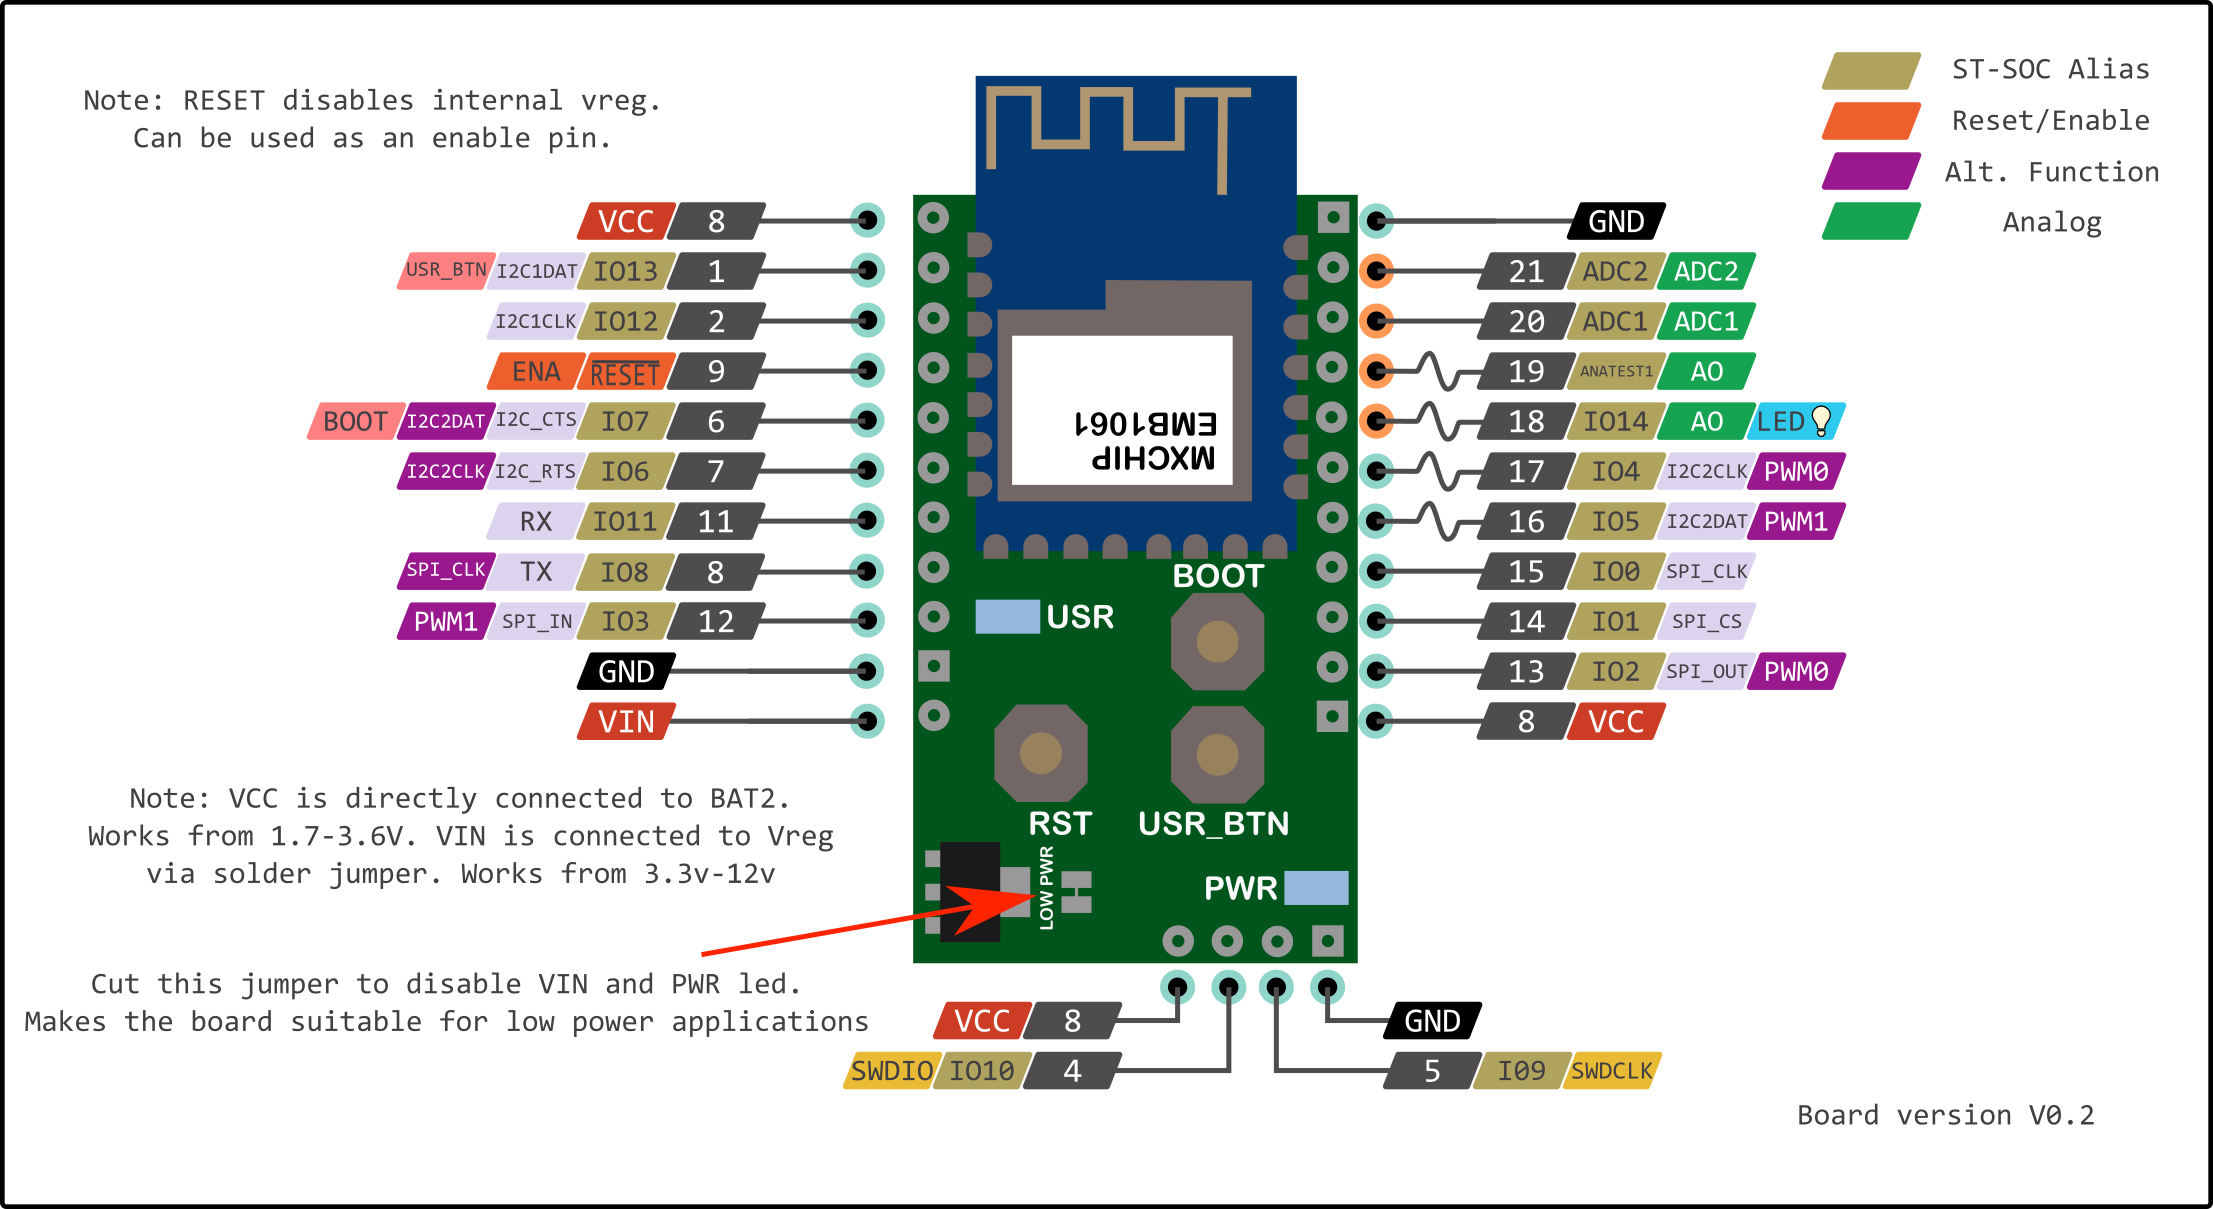 Note: RESET disables internal vreg.
Can be used as an enable pin.
ST-SOC Alias
Reset/Enable
Alt. Function
Analog
VCC 8
USR_BTN I2C1DAT IO13 1
I2C1CLK IO12 2
ENA RESET 9
BOOT I2C2DAT I2C_CTS IO7 6
I2C2CLK I2C_RTS IO6 7
RX IO11 11
SPI_CLK TX IO8 8
PWM1 SPI_IN IO3 12
GND
VIN
GND
21 ADC2 ADC2
20 ADC1 ADC1
19 ANATEST1 AO
18 IO14 AO LED
17 IO4 I2C2CLK PWM0
16 IO5 I2C2DAT PWM1
15 IO0 SPI_CLK
14 IO1 SPI_CS
13 IO2 SPI_OUT PWM0
8 VCC
MXCHIP
EMB1061
BOOT
USR
RST
USR_BTN
LOW PWR
PWR
Note: VCC is directly connected to BAT2.
Works from 1.7-3.6V. VIN is connected to Vreg
via solder jumper. Works from 3.3v-12v
Cut this jumper to disable VIN and PWR led.
Makes the board suitable for low power applications
VCC 8
GND
SWDIO IO10 4
5 I09 SWDCLK
Board version V0.2